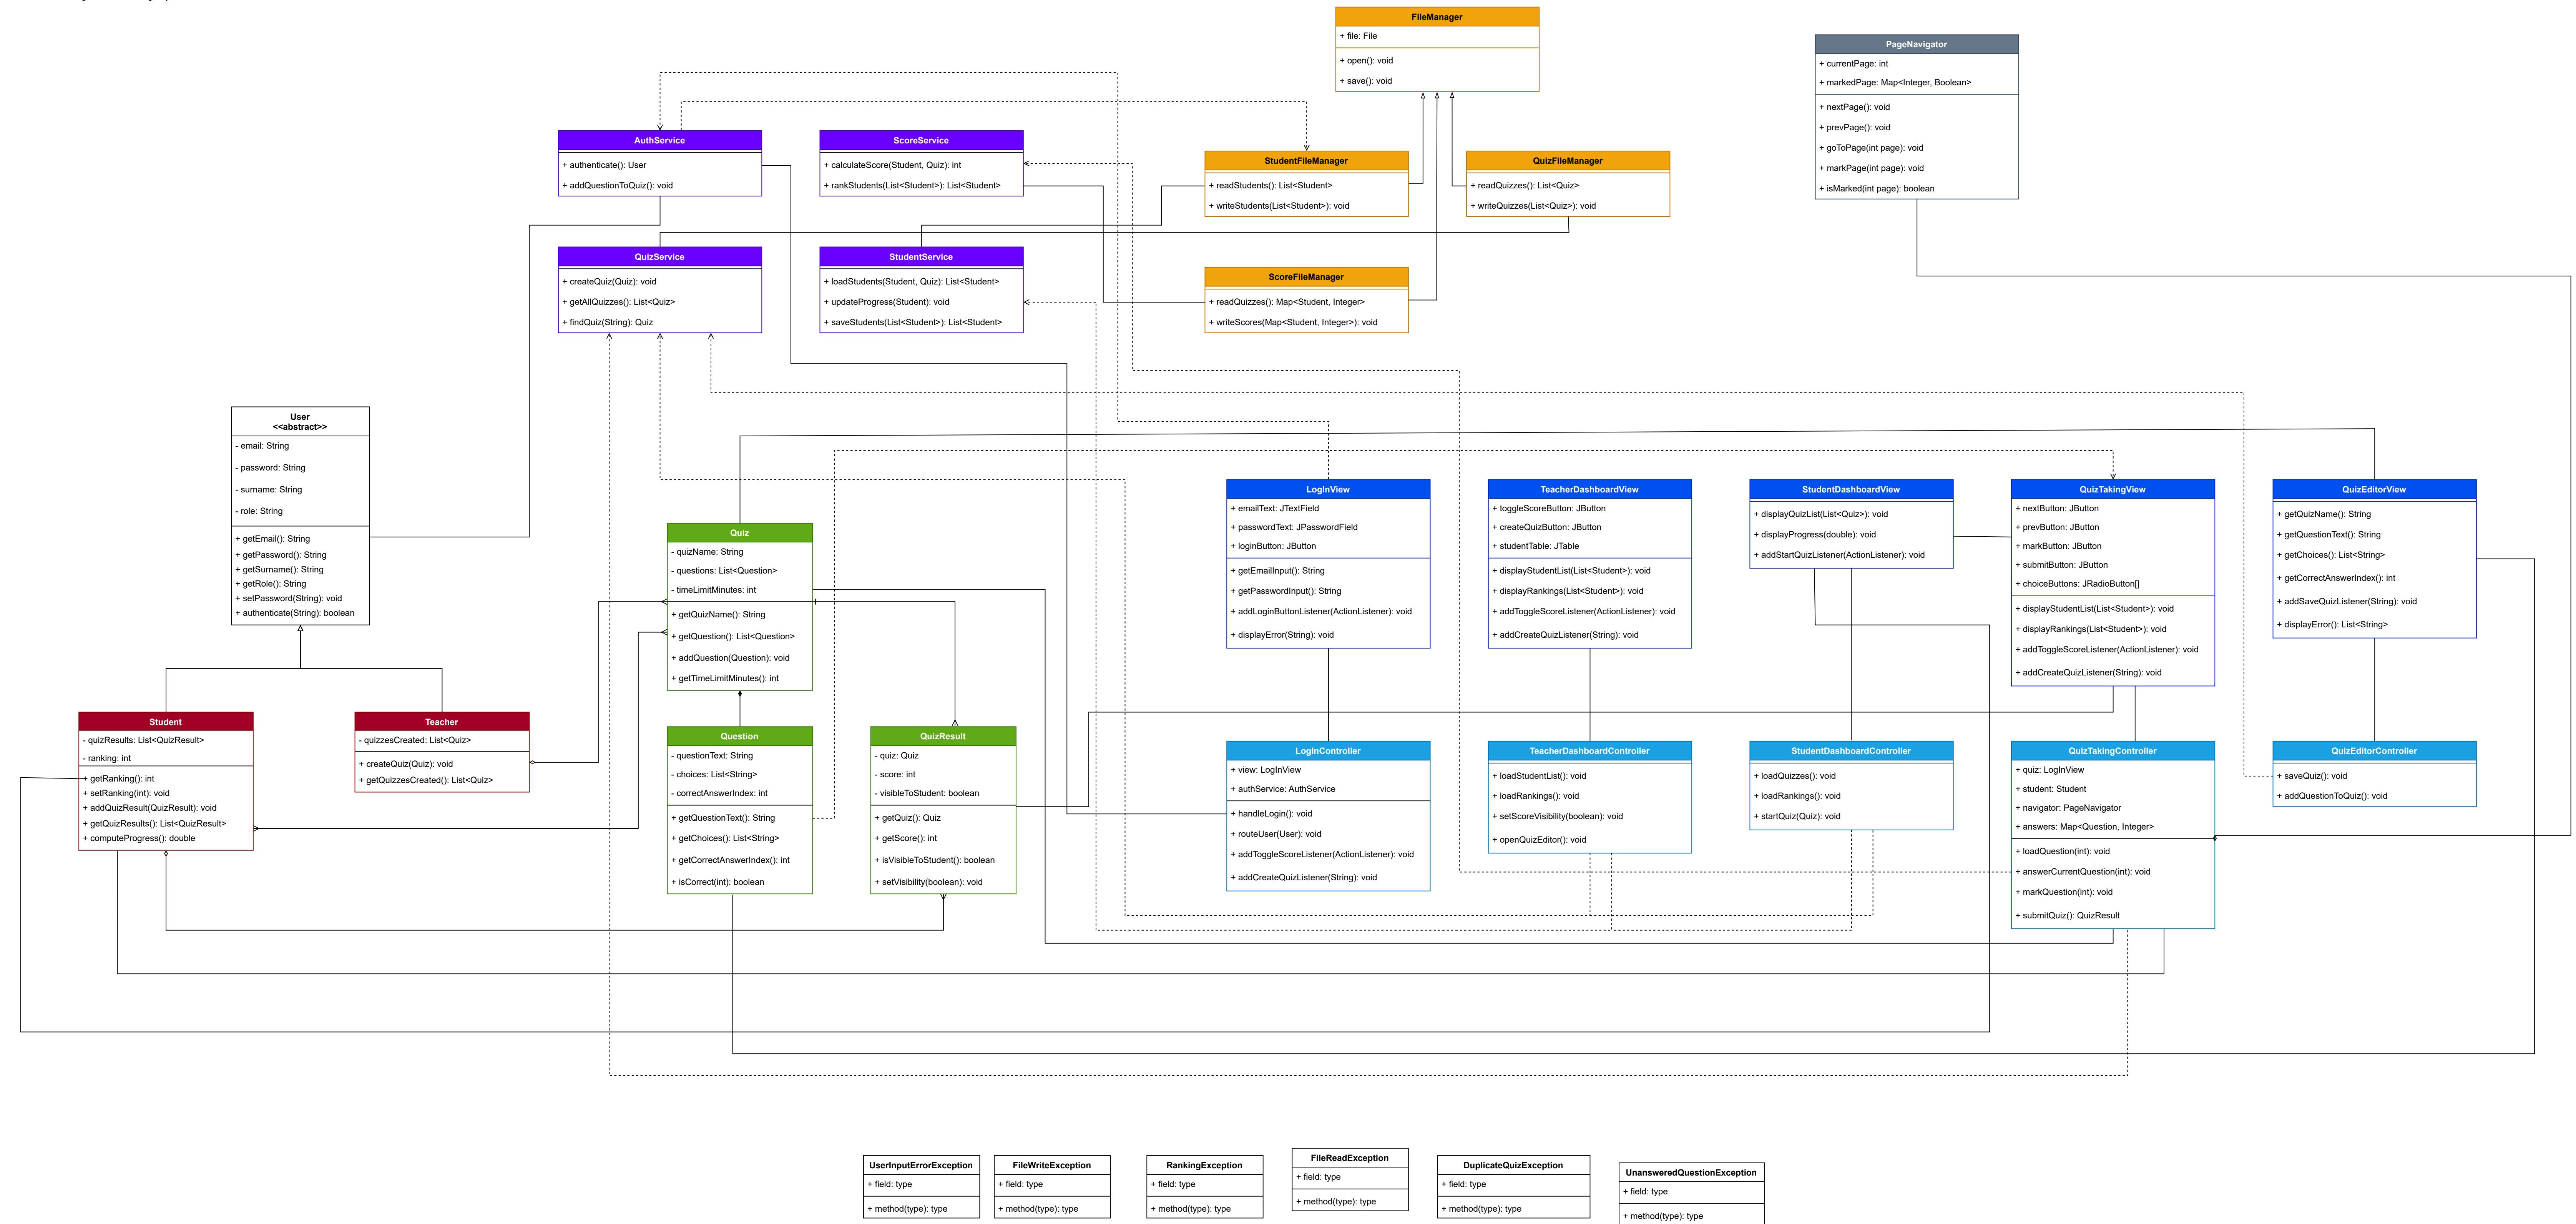 FileManager
+ file: File
+ open(): void
+ save(): void
PageNavigator
+ currentPage: int
+ markedPage: Map<Integer, Boolean>
+ nextPage(): void
+ prevPage(): void
+ goToPage(int page): void
+ markPage(int page): void
+ isMarked(int page): boolean
AuthService
+ authenticate(): User
+ addQuestionToQuiz(): void
ScoreService
+ calculateScore(Student, Quiz): int
+ rankStudents(List<Student>): List<Student>
StudentFileManager
+ readStudents(): List<Student>
+ writeStudents(List<Student>): void
QuizFileManager
+ readQuizzes(): List<Quiz>
+ writeQuizzes(List<Quiz>): void
QuizService
+ createQuiz(Quiz): void
+ getAllQuizzes(): List<Quiz>
+ findQuiz(String): Quiz
StudentService
+ loadStudents(Student, Quiz): List<Student>
+ updateProgress(Student): void
+ saveStudents(List<Student>): List<Student>
ScoreFileManager
+ readQuizzes(): Map<Student, Integer>
+ writeScores(Map<Student, Integer>): void
User
<<abstract>>
- email: String
- password: String
- surname: String
- role: String
+ getEmail(): String
+ getPassword(): String
+ getSurname(): String
+ getRole(): String
+ setPassword(String): void
+ authenticate(String): boolean
Quiz
- quizName: String
- questions: List<Question>
- timeLimitMinutes: int
+ getQuizName(): String
+ getQuestion(): List<Question>
+ addQuestion(Question): void
+ getTimeLimitMinutes(): int
LogInView
+ emailText: JTextField
+ passwordText: JPasswordField
+ loginButton: JButton
+ getEmailInput(): String
+ getPasswordInput(): String
+ addLoginButtonListener(ActionListener): void
+ displayError(String): void
TeacherDashboardView
+ toggleScoreButton: JButton
+ createQuizButton: JButton
+ studentTable: JTable
+ displayStudentList(List<Student>): void
+ displayRankings(List<Student>): void
+ addToggleScoreListener(ActionListener): void
+ addCreateQuizListener(String): void
StudentDashboardView
+ displayQuizList(List<Quiz>): void
+ displayProgress(double): void
+ addStartQuizListener(ActionListener): void
QuizTakingView
+ nextButton: JButton
+ prevButton: JButton
+ markButton: JButton
+ submitButton: JButton
+ choiceButtons: JRadioButton[]
+ displayStudentList(List<Student>): void
+ displayRankings(List<Student>): void
+ addToggleScoreListener(ActionListener): void
+ addCreateQuizListener(String): void
QuizEditorView
+ getQuizName(): String
+ getQuestionText(): String
+ getChoices(): List<String>
+ getCorrectAnswerIndex(): int
+ addSaveQuizListener(String): void
+ displayError(): List<String>
Student
- quizResults: List<QuizResult>
- ranking: int
+ getRanking(): int
+ setRanking(int): void
+ addQuizResult(QuizResult): void
+ getQuizResults(): List<QuizResult>
+ computeProgress(): double
Teacher
- quizzesCreated: List<Quiz>
+ createQuiz(Quiz): void
+ getQuizzesCreated(): List<Quiz>
Question
- questionText: String
- choices: List<String>
- correctAnswerIndex: int
+ getQuestionText(): String
+ getChoices(): List<String>
+ getCorrectAnswerIndex(): int
+ isCorrect(int): boolean
QuizResult
- quiz: Quiz
- score: int
- visibleToStudent: boolean
+ getQuiz(): Quiz
+ getScore(): int
+ isVisibleToStudent(): boolean
+ setVisibility(boolean): void
LogInController
+ view: LogInView
+ authService: AuthService
+ handleLogin(): void
+ routeUser(User): void
+ addToggleScoreListener(ActionListener): void
+ addCreateQuizListener(String): void
TeacherDashboardController
+ loadStudentList(): void
+ loadRankings(): void
+ setScoreVisibility(boolean): void
+ openQuizEditor(): void
StudentDashboardController
+ loadQuizzes(): void
+ loadRankings(): void
+ startQuiz(Quiz): void
QuizTakingController
+ quiz: LogInView
+ student: Student
+ navigator: PageNavigator
+ answers: Map<Question, Integer>
+ loadQuestion(int): void
+ answerCurrentQuestion(int): void
+ markQuestion(int): void
+ submitQuiz(): QuizResult
QuizEditorController
+ saveQuiz(): void
+ addQuestionToQuiz(): void
UserInputErrorException
+ field: type
+ method(type): type
FileWriteException
+ field: type
+ method(type): type
RankingException
+ field: type
+ method(type): type
FileReadException
+ field: type
+ method(type): type
DuplicateQuizException
+ field: type
+ method(type): type
UnansweredQuestionException
+ field: type
+ method(type): type